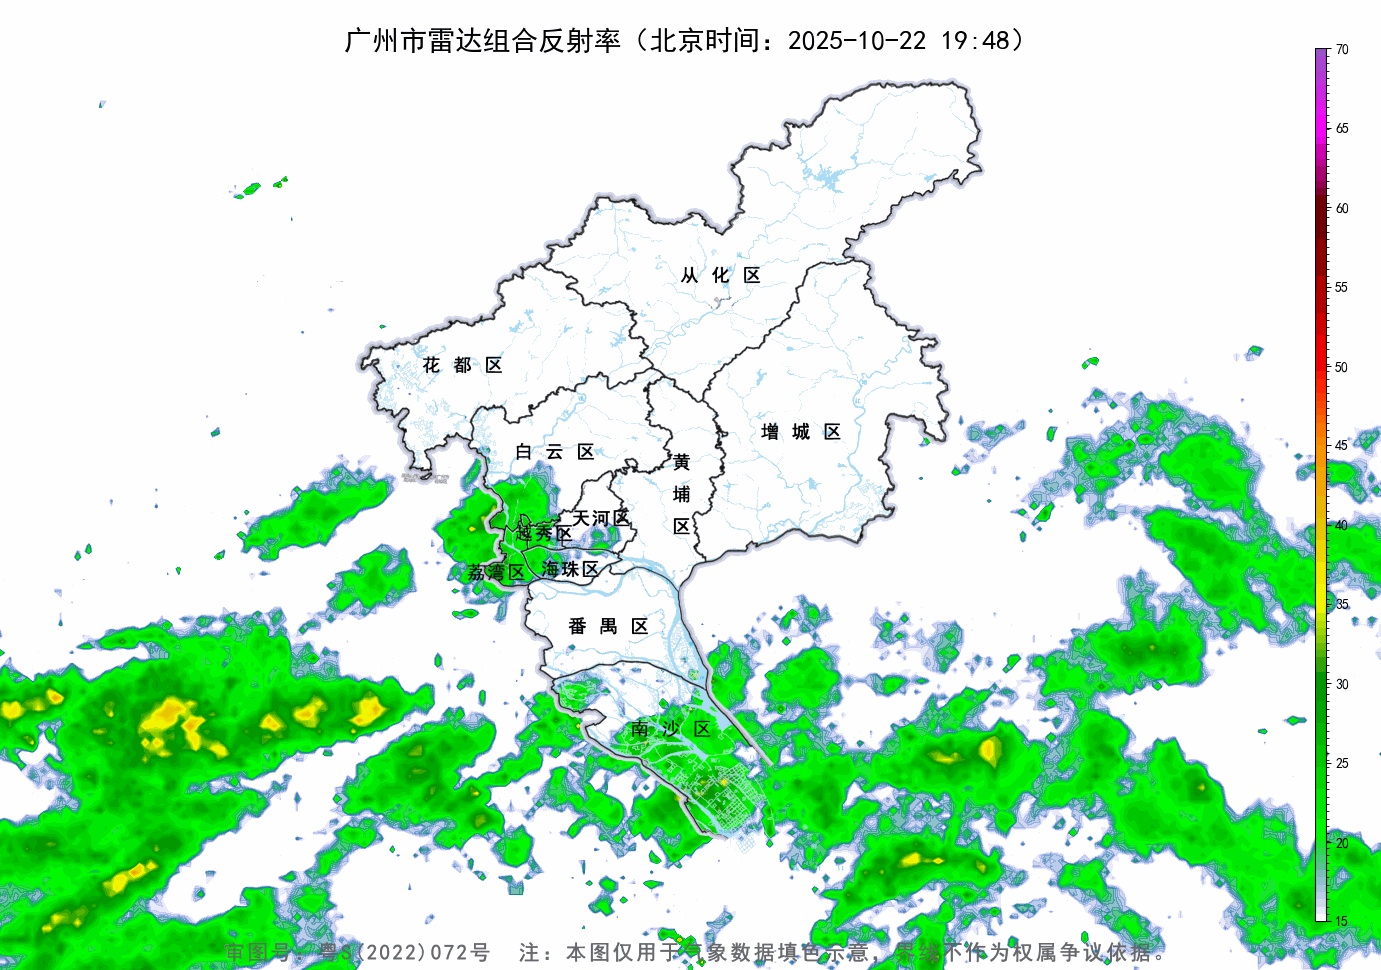 广州市雷达组合反射率（北京时间：2025-10-22 19:48）
70
65
60
55
50
45
40
35
30
25
20
15
从化区
花都区
增城区
白云区
黄埔区
天河区
越秀区
荔湾区
海珠区
番禺区
南沙区
审图号：粤S(2022)072号 注：本图仅用于气象数据填色示意，界线不作为权属争议依据。